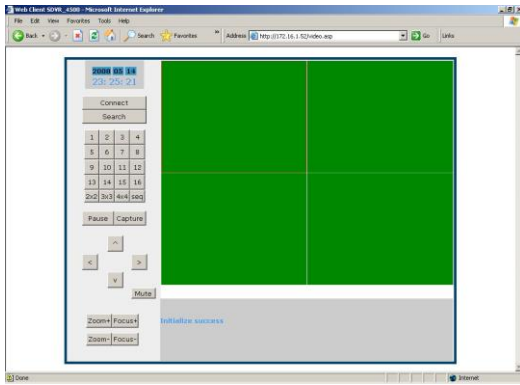 Web Client SDVR_4500 - Microsoft Internet Explorer
File Edit View Favorites Tools Help
Back Search Favorites » Address http://172.16.1.52/video.asp Go Links
2008 05 14
23: 25: 21
Connect
Search
1 2 3 4
5 6 7 8
9 10 11 12
13 14 15 16
2x2 3x3 4x4 seq
Pause Capture
^
< >
v
Mute
Zoom+ Focus+ Initialize success
Zoom- Focus-
Done Internet